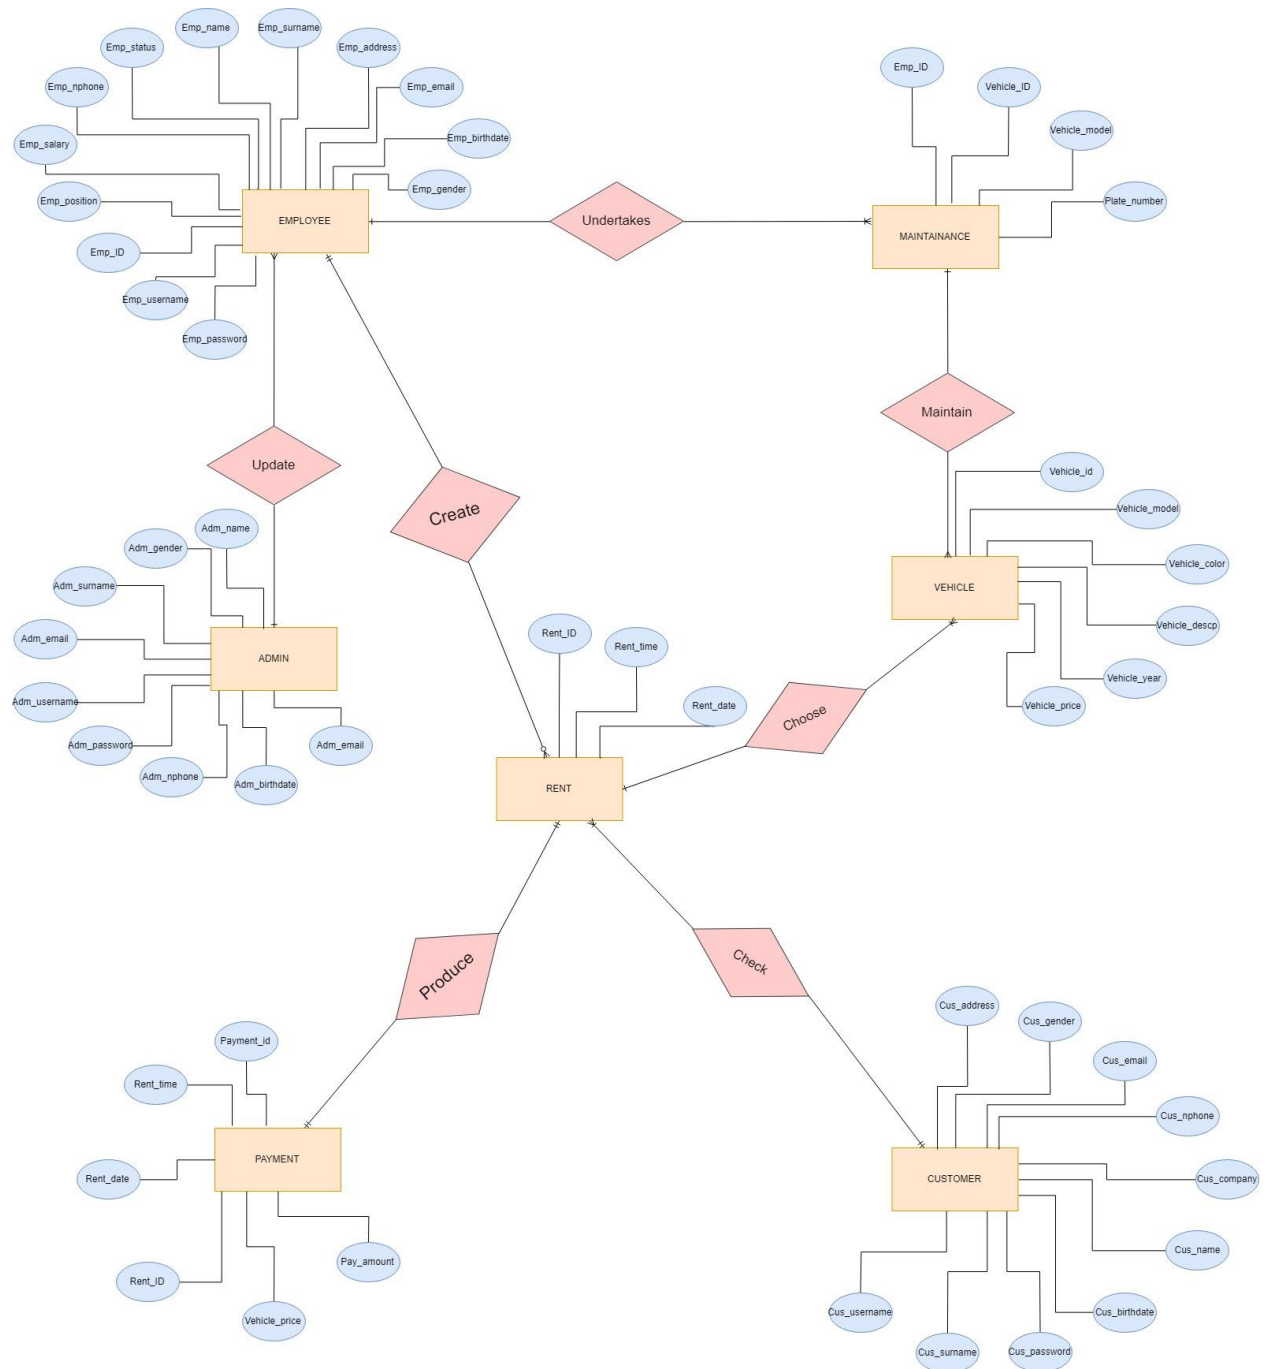 Emp_name
Emp_surname
Emp_status
Emp_address
Emp_nphone
Emp_email
Emp_salary
Emp_birthdate
Emp_position
Emp_gender
EMPLOYEE
Emp_ID
Emp_username
Emp_password
Undertakes
Emp_ID
Vehicle_ID
Vehicle_model
Plate_number
MAINTAINANCE
Update
Create
Maintain
Vehicle_id
Vehicle_model
Vehicle_color
VEHICLE
Vehicle_descp
Vehicle_year
Vehicle_price
Adm_name
Adm_gender
Adm_surname
Adm_email
ADMIN
Adm_username
Adm_password
Adm_nphone
Adm_birthdate
Adm_email
Rent_ID
Rent_time
Rent_date
Choose
RENT
Produce
Check
Payment_id
Rent_time
PAYMENT
Rent_date
Rent_ID
Vehicle_price
Pay_amount
Cus_address
Cus_gender
Cus_email
Cus_nphone
CUSTOMER
Cus_company
Cus_name
Cus_username
Cus_birthdate
Cus_surname
Cus_password